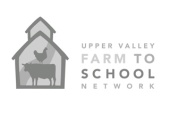 UPPER VALLEY
FARM TO
SCHOOL
NETWORK